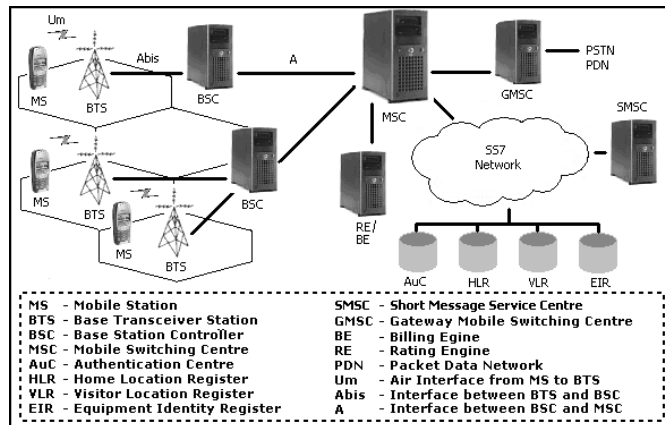 Um
Abis
A
PSTN
PDN
MS
BTS
BSC
MSC
GMSC
SMSC
SS7
Network
MS
BTS
BSC
MS
BTS
RE/
BE
AuC
HLR
VLR
EIR
MS - Mobile Station
BTS - Base Transceiver Station
BSC - Base Station Controller
MSC - Mobile Switching Centre
AuC - Authentication Centre
HLR - Home Location Register
VLR - Visitor Location Register
EIR - Equipment Identity Register
SMSC - Short Message Service Centre
GMSC - Gateway Mobile Switching Centre
BE - Billing Egine
RE - Rating Engine
PDN - Packet Data Network
Um - Air Interface from MS to BTS
Abis - Interface between BTS and BSC
A - Interface between BSC and MSC